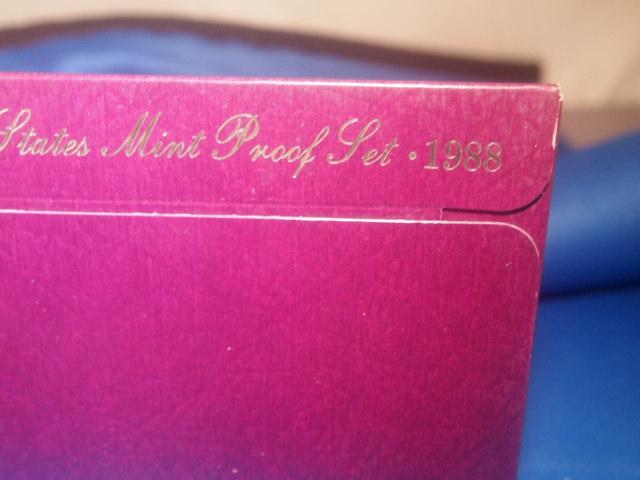 States Mint Proof Set · 1988